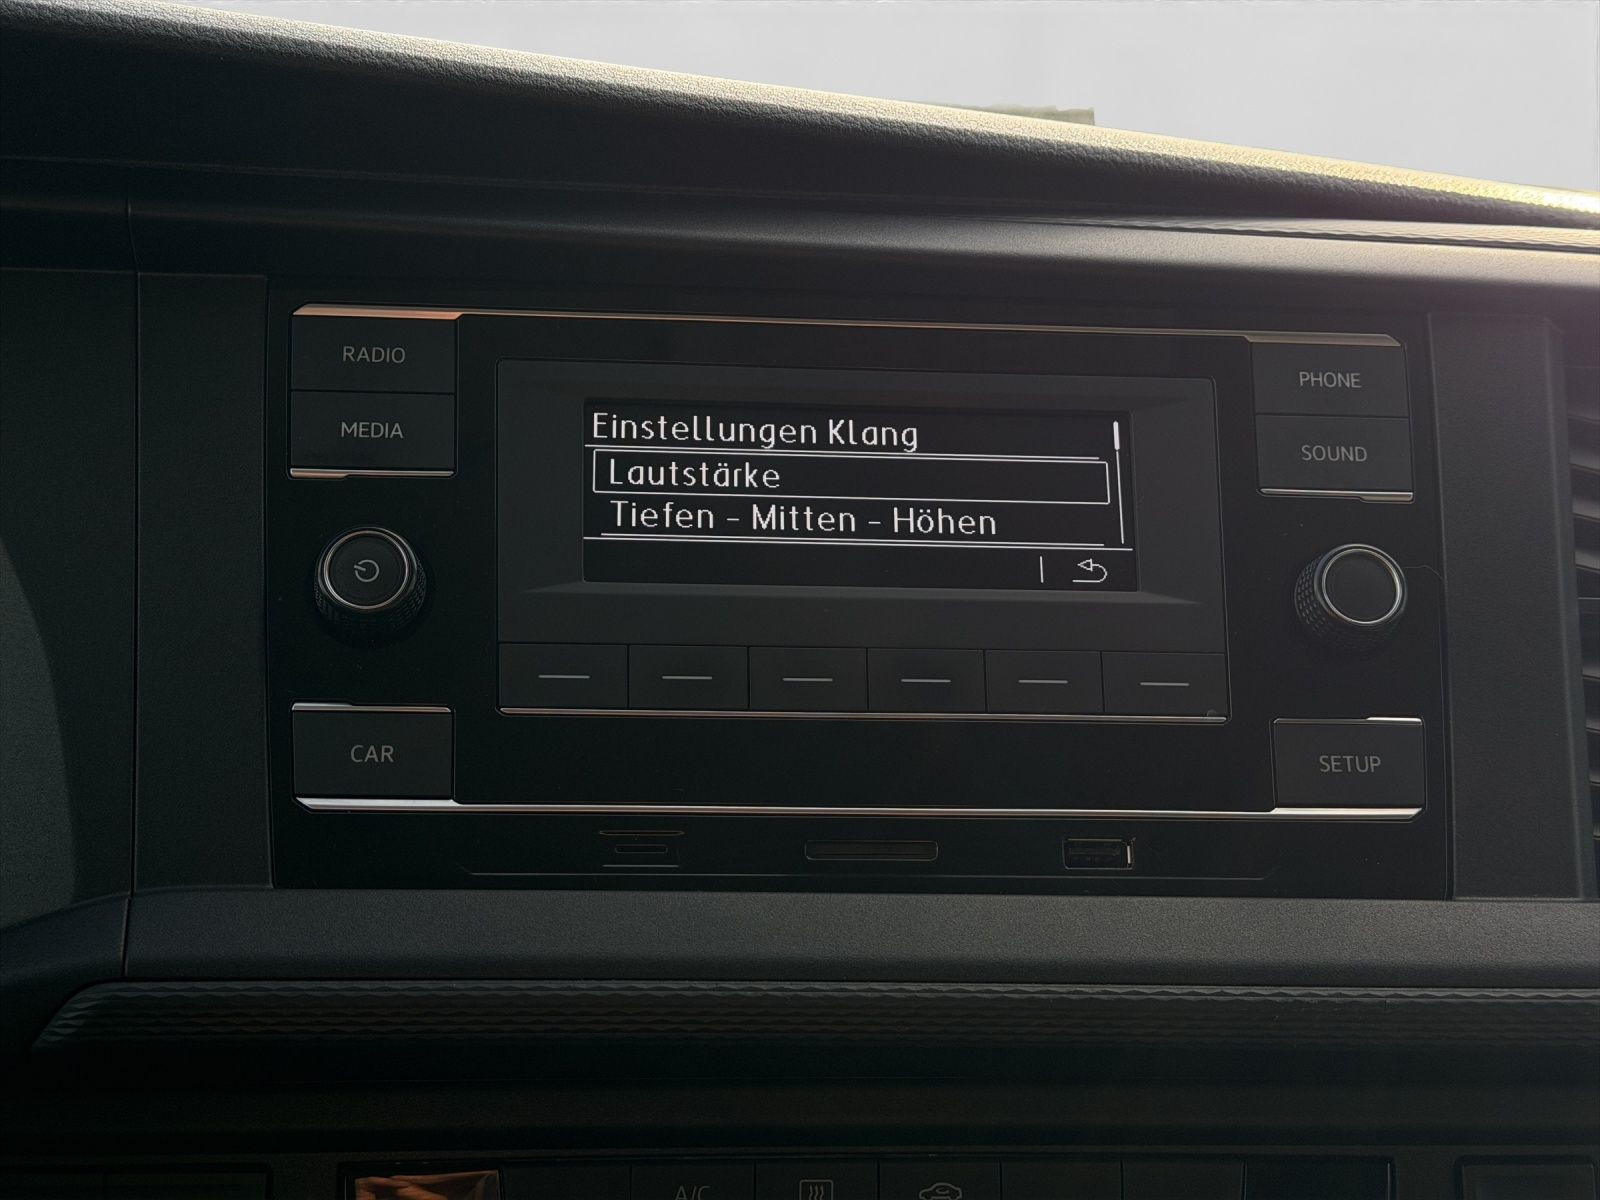 RADIO
PHONE
MEDIA
SOUND
Einstellungen Klang
Lautstärke
Tiefen - Mitten - Höhen
CAR
SETUP
A/C